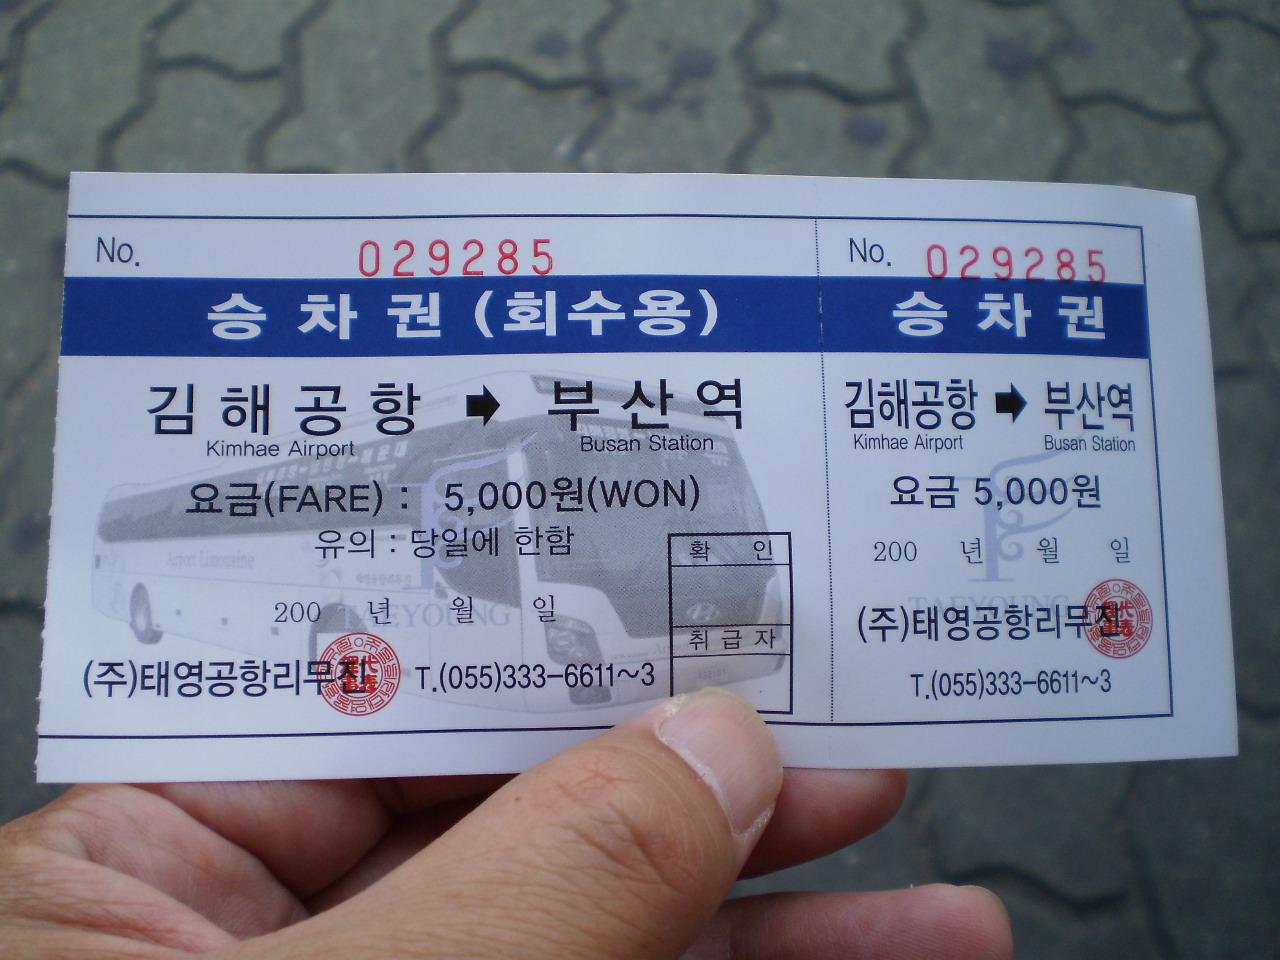 No. 029285
승차권 (회수용)
김해공항 ➡ 부산역
Kimhae Airport Busan Station
요금(FARE) : 5,000원(WON)
유의 : 당일에 한함
200 년 월 일
(주)태영공항리무진 T.(055)333-6611~3
확 인
취급자
Airport Limousine
TAEYOUNG
No. 029285
승차권
김해공항 ➡ 부산역
Kimhae Airport Busan Station
요금 5,000원
200 년 월 일
(주)태영공항리무진
T.(055)333-6611~3
TAEYOUNG